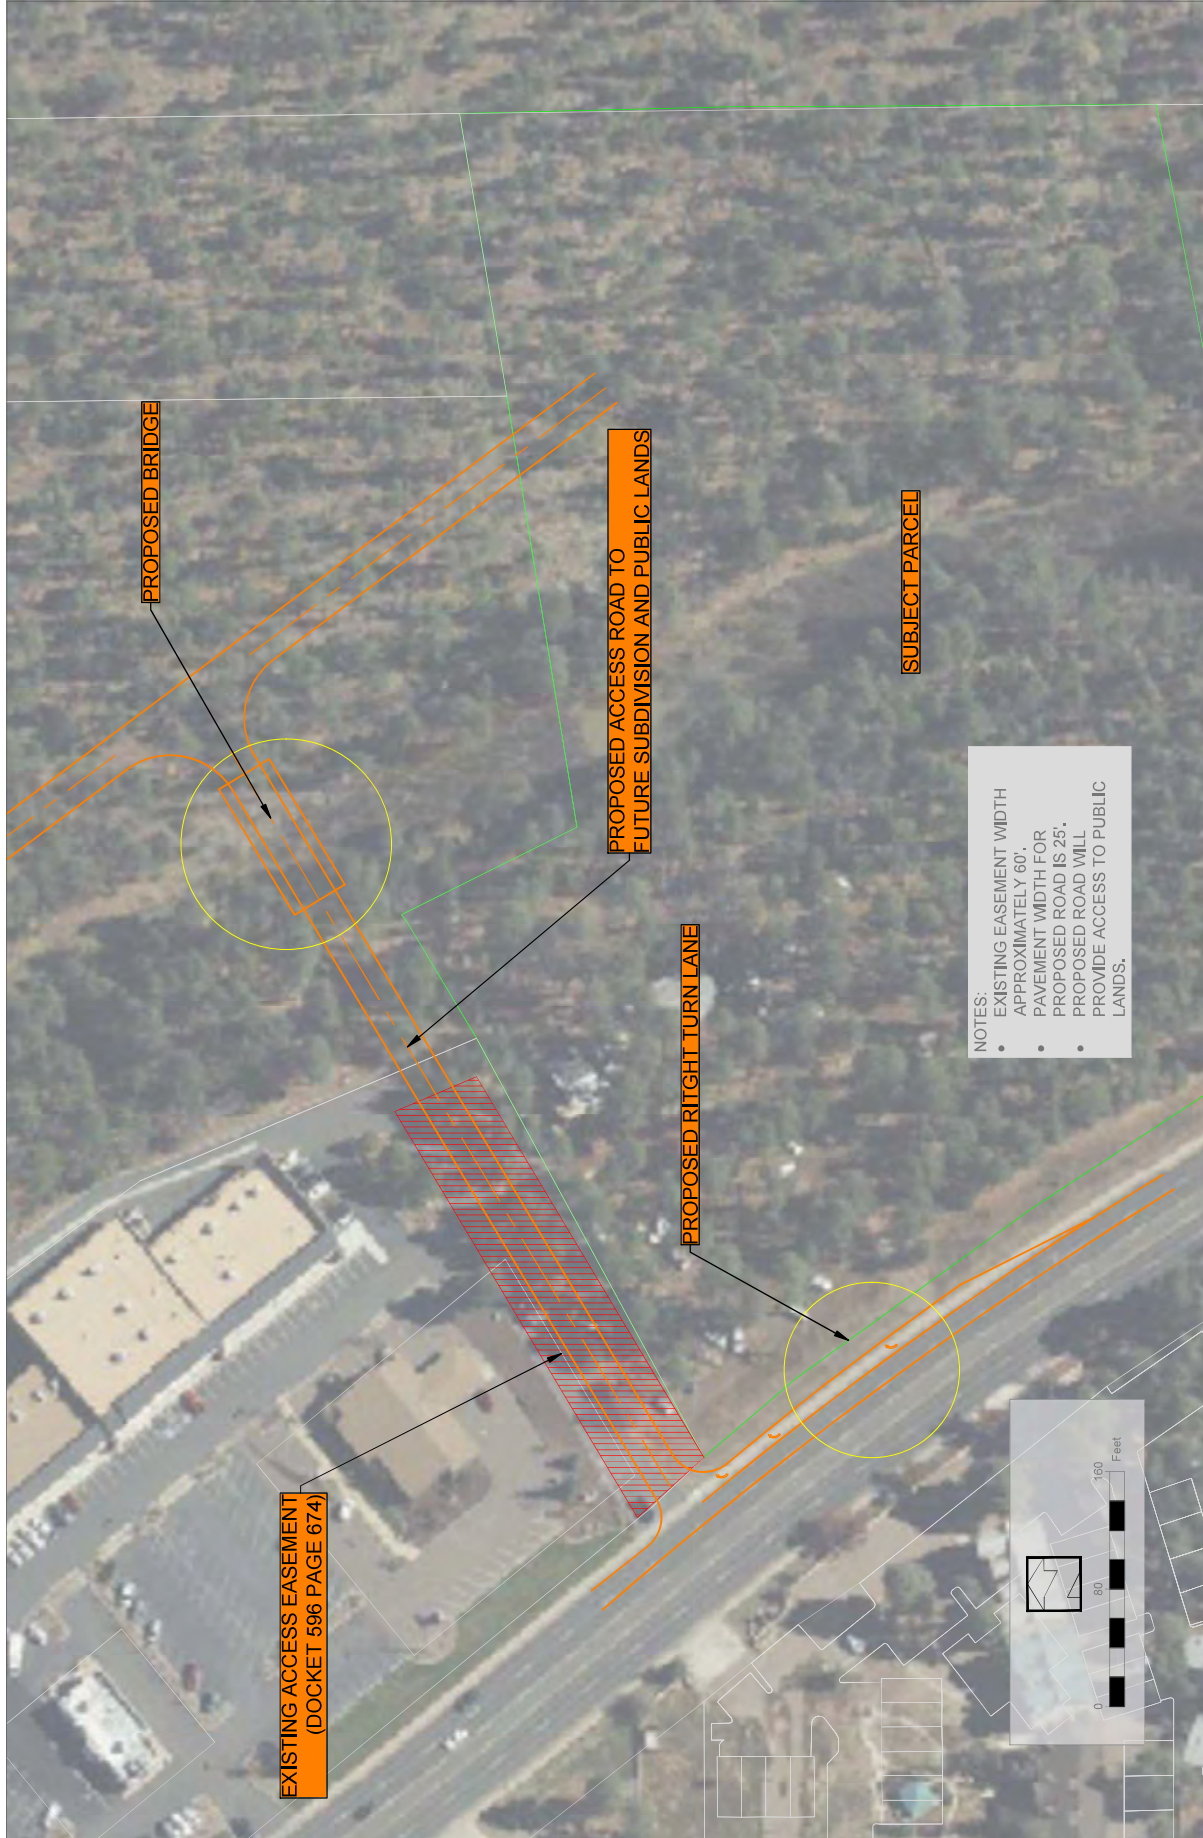 PROPOSED BRIDGE
PROPOSED ACCESS ROAD TO
FUTURE SUBDIVISION AND PUBLIC LANDS
SUBJECT PARCEL
EXISTING ACCESS EASEMENT
(DOCKET 596 PAGE 674)
PROPOSED RITGHT TURN LANE
NOTES:
• EXISTING EASEMENT WIDTH
APPROXIMATELY 60'.
• PAVEMENT WIDTH FOR
PROPOSED ROAD IS 25'.
• PROPOSED ROAD WILL
PROVIDE ACCESS TO PUBLIC
LANDS.
0 80 160
Feet